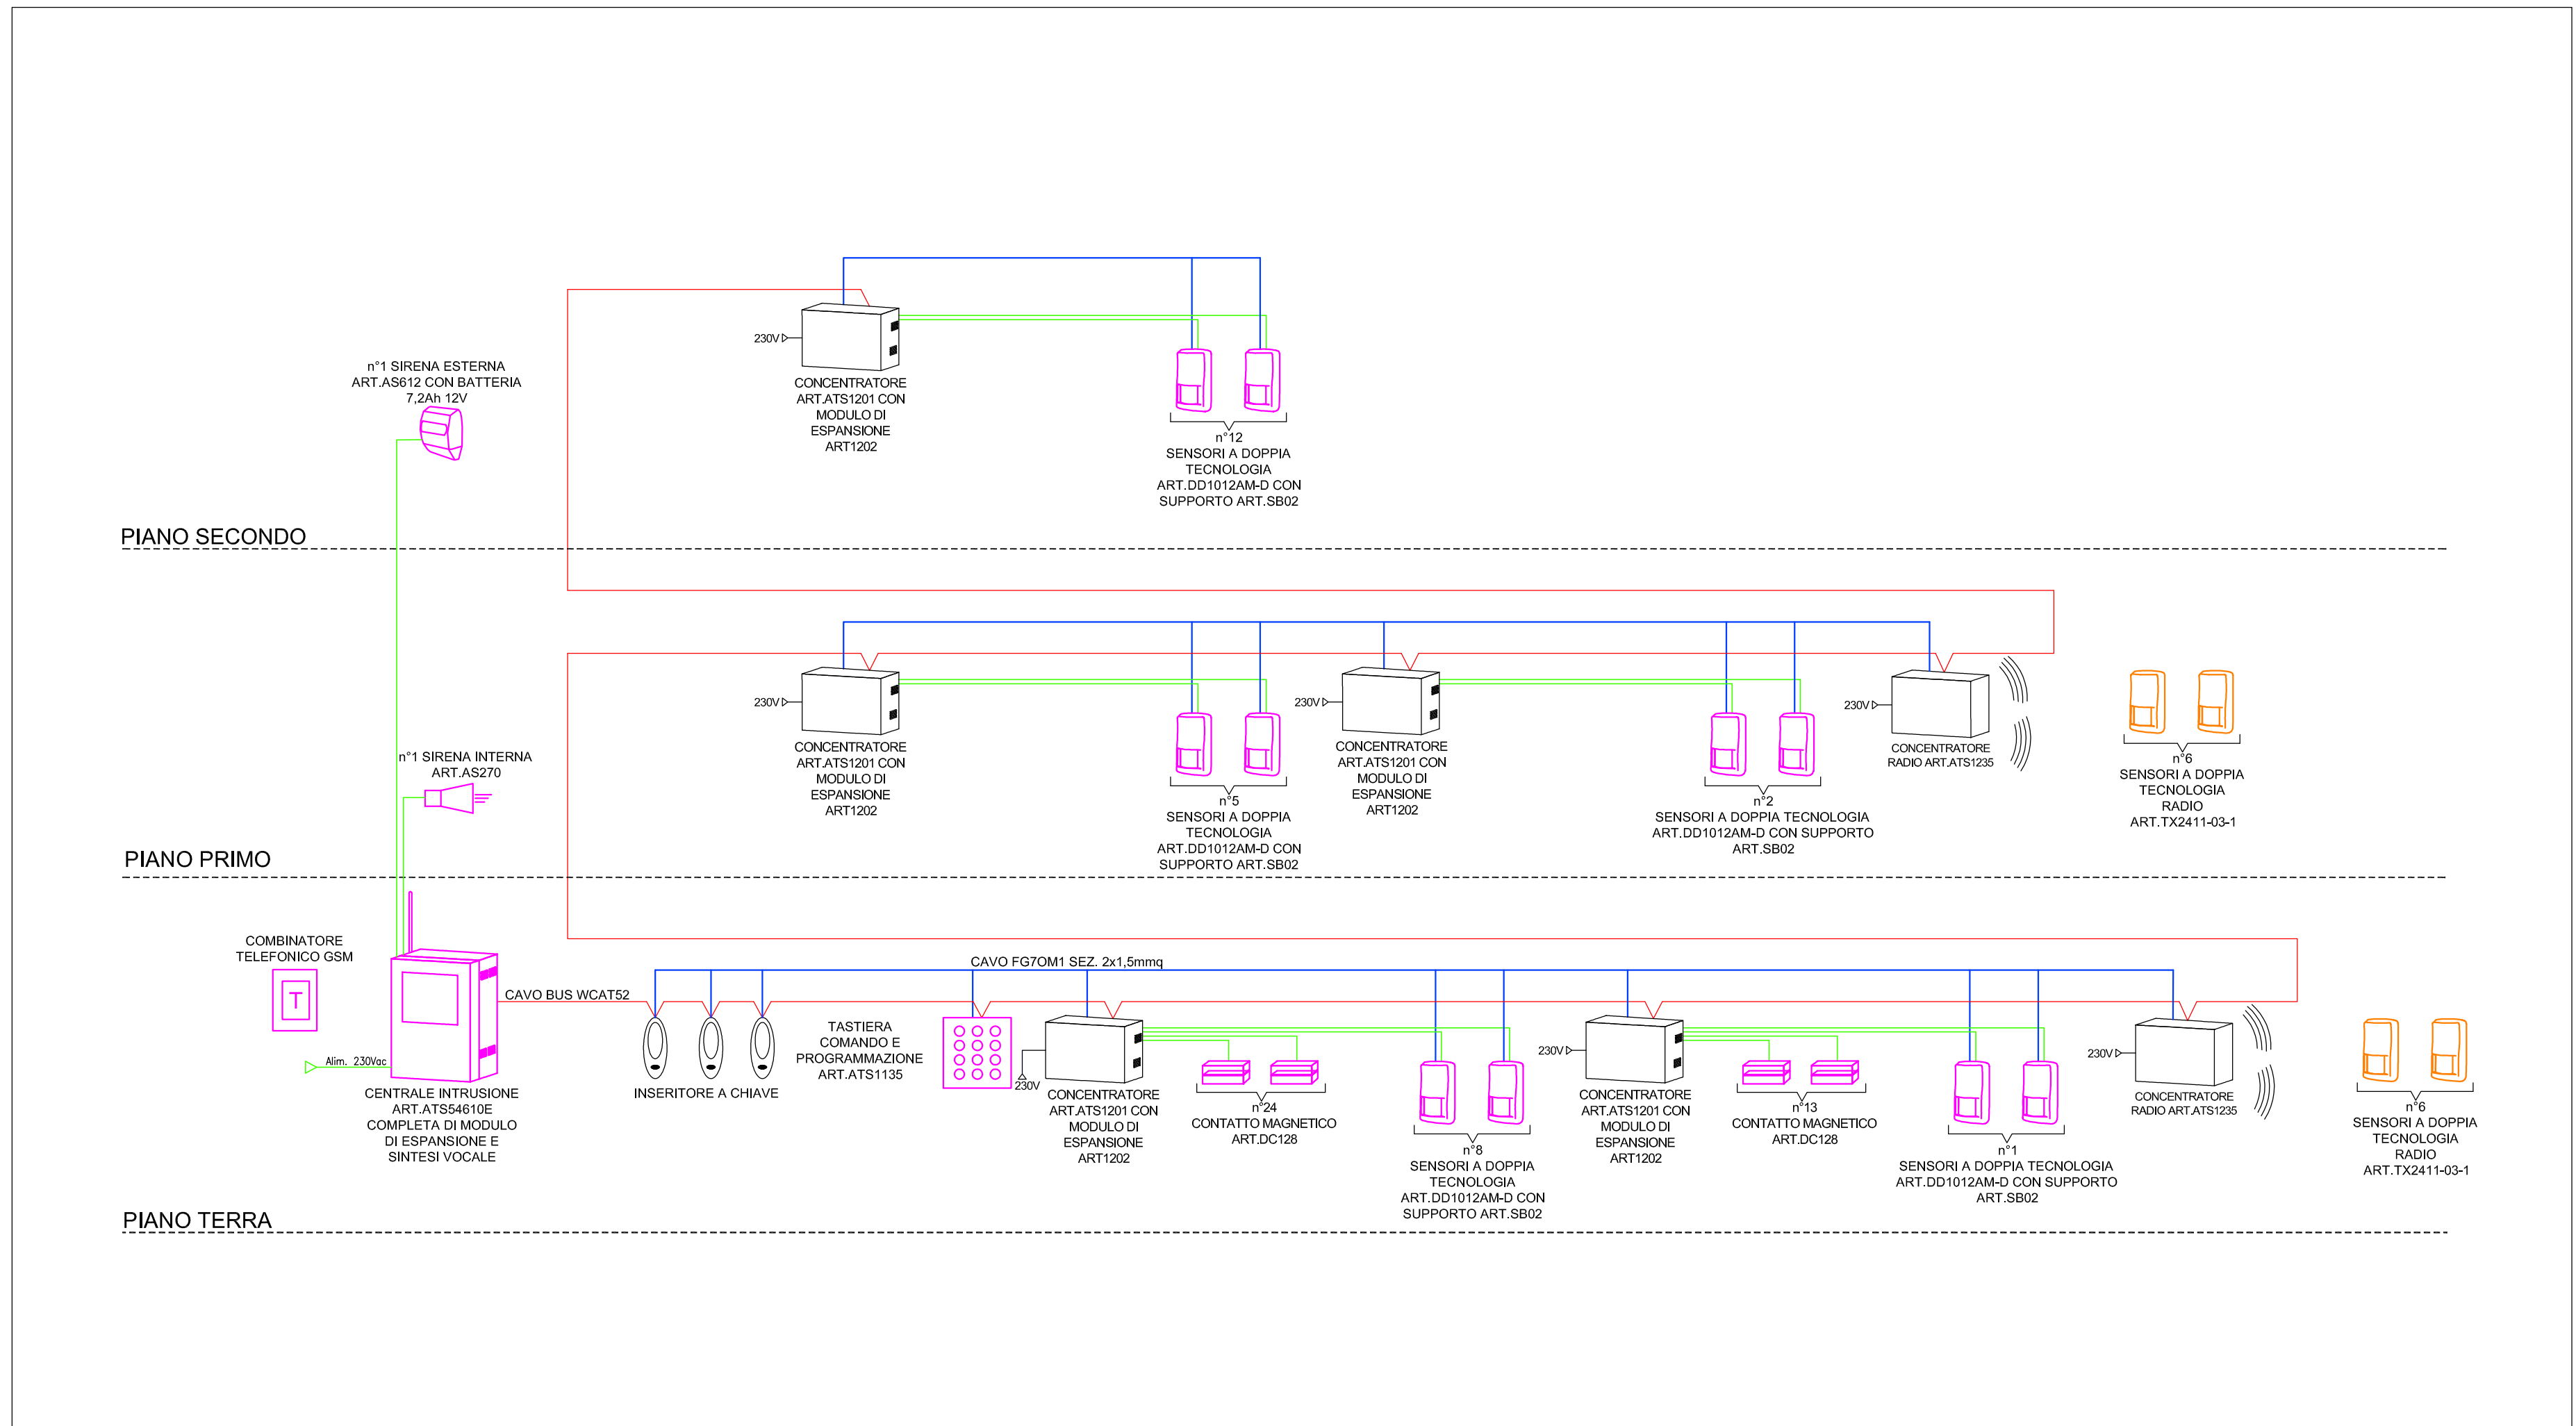 n°1 SIRENA ESTERNA
ART.AS612 CON BATTERIA
7,2Ah 12V
230V
CONCENTRATORE
ART.ATS1201 CON
MODULO DI
ESPANSIONE
ART1202
n°12
SENSORI A DOPPIA
TECNOLOGIA
ART.DD1012AM-D CON
SUPPORTO ART.SB02
PIANO SECONDO
n°1 SIRENA INTERNA
ART.AS270
230V
CONCENTRATORE
ART.ATS1201 CON
MODULO DI
ESPANSIONE
ART1202
n°5
SENSORI A DOPPIA
TECNOLOGIA
ART.DD1012AM-D CON
SUPPORTO ART.SB02
230V
CONCENTRATORE
ART.ATS1201 CON
MODULO DI
ESPANSIONE
ART1202
n°2
SENSORI A DOPPIA TECNOLOGIA
ART.DD1012AM-D CON SUPPORTO
ART.SB02
230V
CONCENTRATORE
RADIO ART.ATS1235
n°6
SENSORI A DOPPIA
TECNOLOGIA
RADIO
ART.TX2411-03-1
PIANO PRIMO
COMBINATORE
TELEFONICO GSM
T
Alim. 230Vac
CENTRALE INTRUSIONE
ART.ATS54610E
COMPLETA DI MODULO
DI ESPANSIONE E
SINTESI VOCALE
CAVO BUS WCAT52
CAVO FG7OM1 SEZ. 2x1,5mmq
INSERITORE A CHIAVE
TASTIERA
COMANDO E
PROGRAMMAZIONE
ART.ATS1135
230V
CONCENTRATORE
ART.ATS1201 CON
MODULO DI
ESPANSIONE
ART1202
n°24
CONTATTO MAGNETICO
ART.DC128
n°8
SENSORI A DOPPIA
TECNOLOGIA
ART.DD1012AM-D CON
SUPPORTO ART.SB02
230V
CONCENTRATORE
ART.ATS1201 CON
MODULO DI
ESPANSIONE
ART1202
n°13
CONTATTO MAGNETICO
ART.DC128
n°1
SENSORI A DOPPIA TECNOLOGIA
ART.DD1012AM-D CON SUPPORTO
ART.SB02
230V
CONCENTRATORE
RADIO ART.ATS1235
n°6
SENSORI A DOPPIA
TECNOLOGIA
RADIO
ART.TX2411-03-1
PIANO TERRA